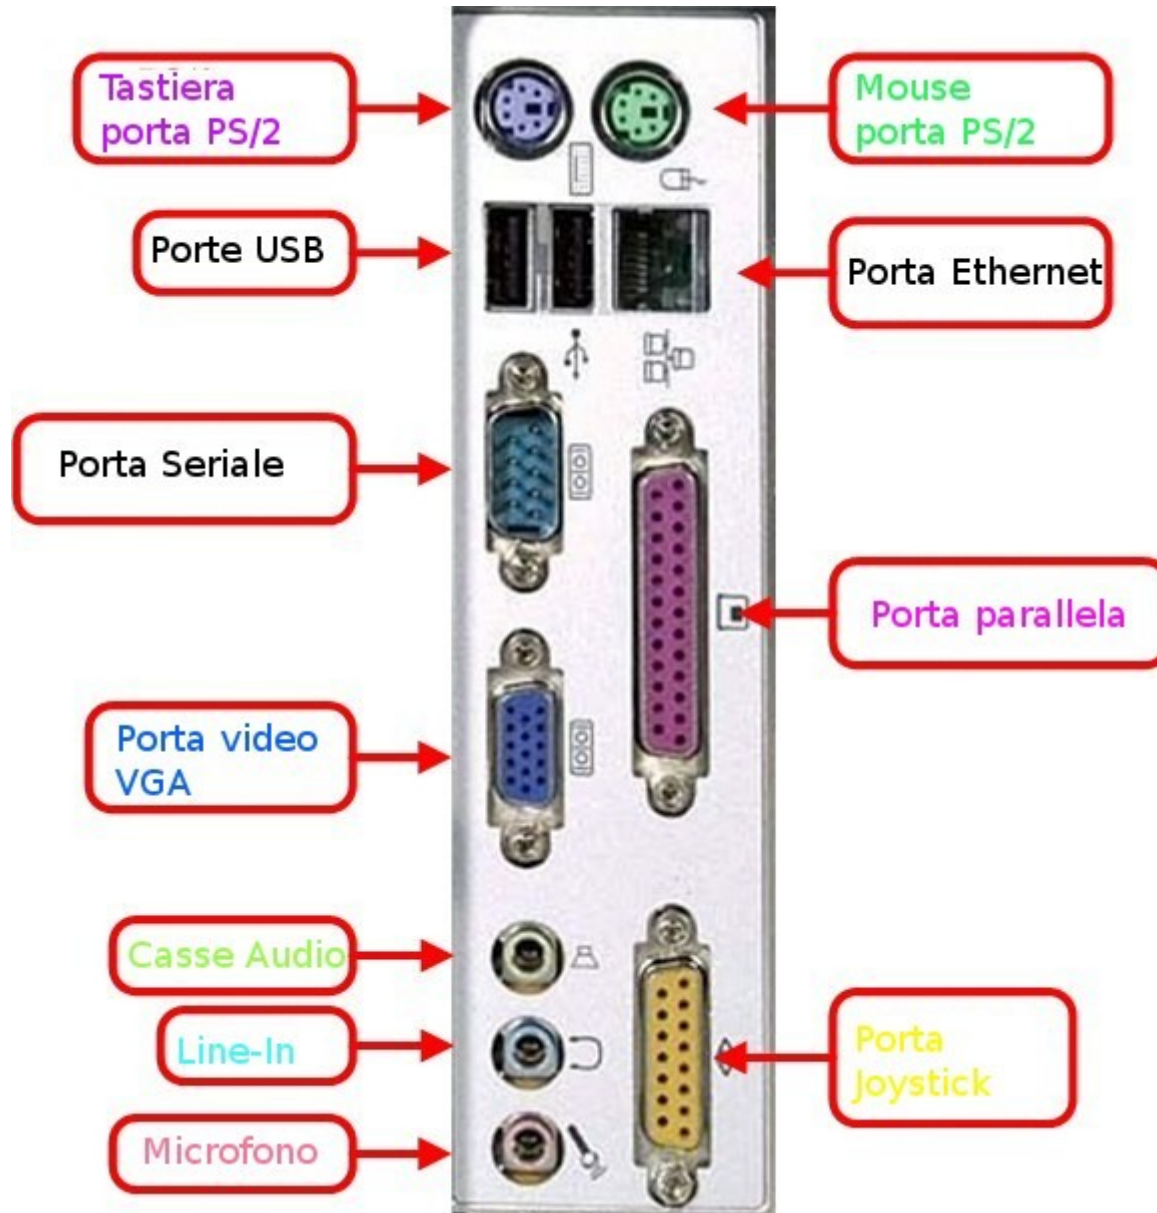 Tastiera
porta PS/2
Mouse
porta PS/2
Porte USB
Porta Ethernet
Porta Seriale
Porta parallela
Porta video
VGA
Casse Audio
Line-In
Porta
Joystick
Microfono